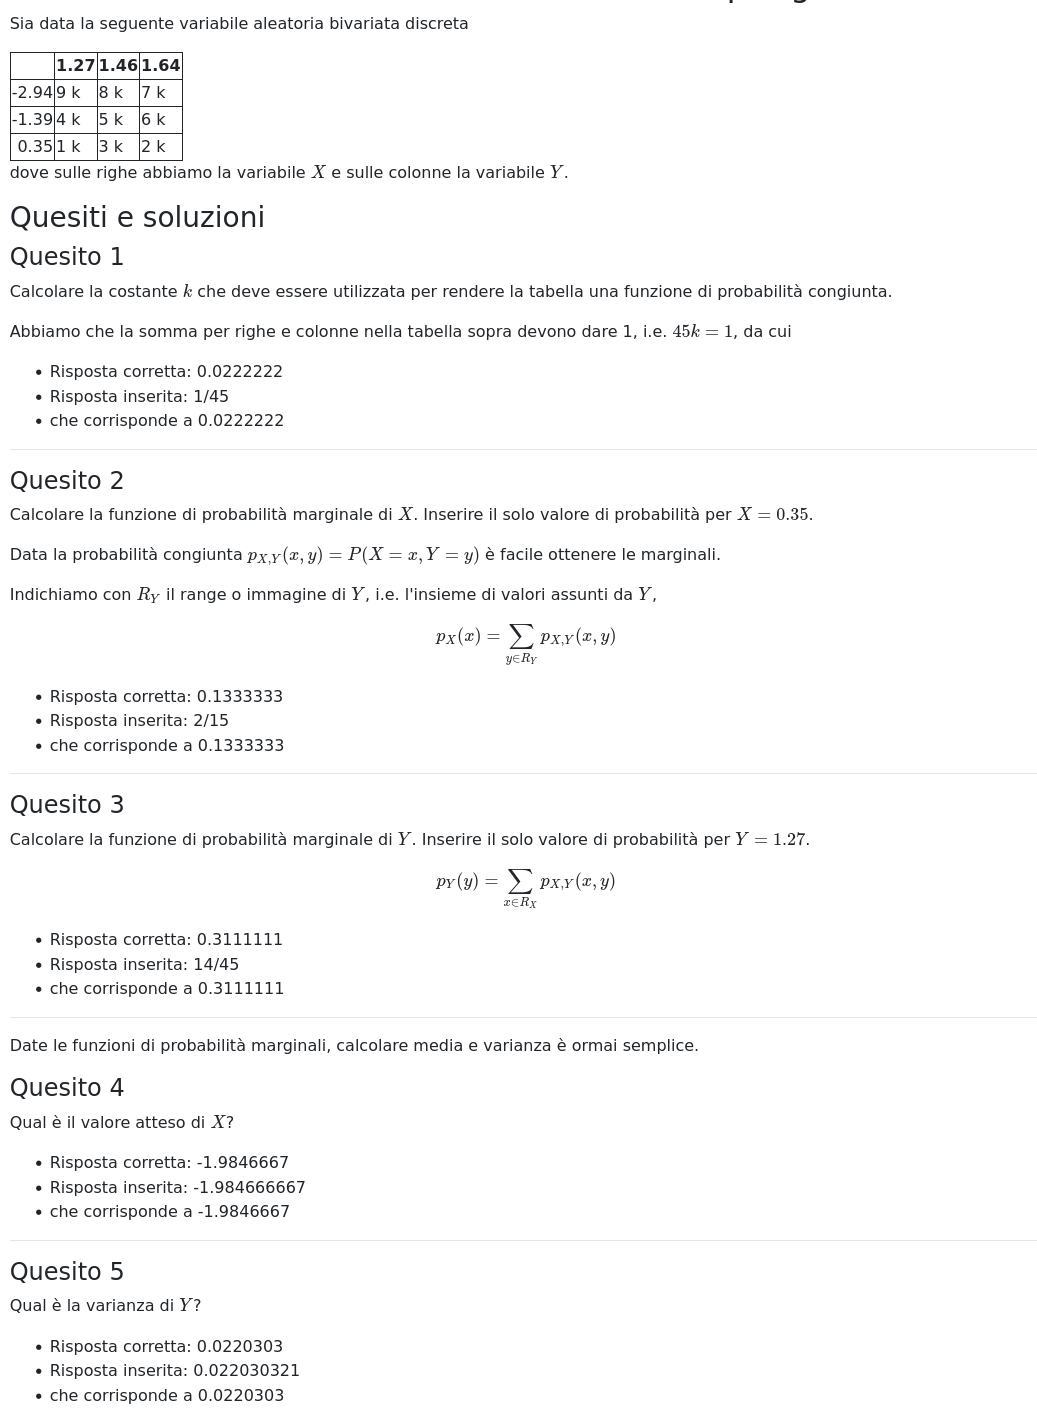 Sia data la seguente variabile aleatoria bivariata discreta
1.27 1.46 1.64
-2.94 9 k 8 k 7 k
-1.39 4 k 5 k 6 k
0.35 1 k 3 k 2 k
dove sulle righe abbiamo la variabile X e sulle colonne la variabile Y.
Quesiti e soluzioni
Quesito 1
Calcolare la costante k che deve essere utilizzata per rendere la tabella una funzione di probabilità congiunta.
Abbiamo che la somma per righe e colonne nella tabella sopra devono dare 1, i.e. 45k = 1, da cui
• Risposta corretta: 0.0222222
• Risposta inserita: 1/45
• che corrisponde a 0.0222222
Quesito 2
Calcolare la funzione di probabilità marginale di X. Inserire il solo valore di probabilità per X = 0.35.
Data la probabilità congiunta p_{X,Y}(x, y) = P(X = x, Y = y) è facile ottenere le marginali.
Indichiamo con R_Y il range o immagine di Y, i.e. l'insieme di valori assunti da Y,
p_X(x) = ∑_{y∈R_Y} p_{X,Y}(x, y)
• Risposta corretta: 0.1333333
• Risposta inserita: 2/15
• che corrisponde a 0.1333333
Quesito 3
Calcolare la funzione di probabilità marginale di Y. Inserire il solo valore di probabilità per Y = 1.27.
p_Y(y) = ∑_{x∈R_X} p_{X,Y}(x, y)
• Risposta corretta: 0.3111111
• Risposta inserita: 14/45
• che corrisponde a 0.3111111
Date le funzioni di probabilità marginali, calcolare media e varianza è ormai semplice.
Quesito 4
Qual è il valore atteso di X?
• Risposta corretta: -1.9846667
• Risposta inserita: -1.984666667
• che corrisponde a -1.9846667
Quesito 5
Qual è la varianza di Y?
• Risposta corretta: 0.0220303
• Risposta inserita: 0.022030321
• che corrisponde a 0.0220303